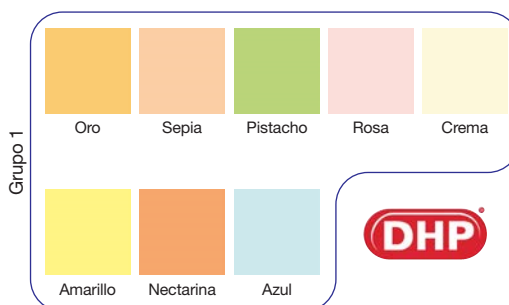 Grupo 1
Oro Sepia Pistacho Rosa Crema
Amarillo Nectarina Azul
DHP